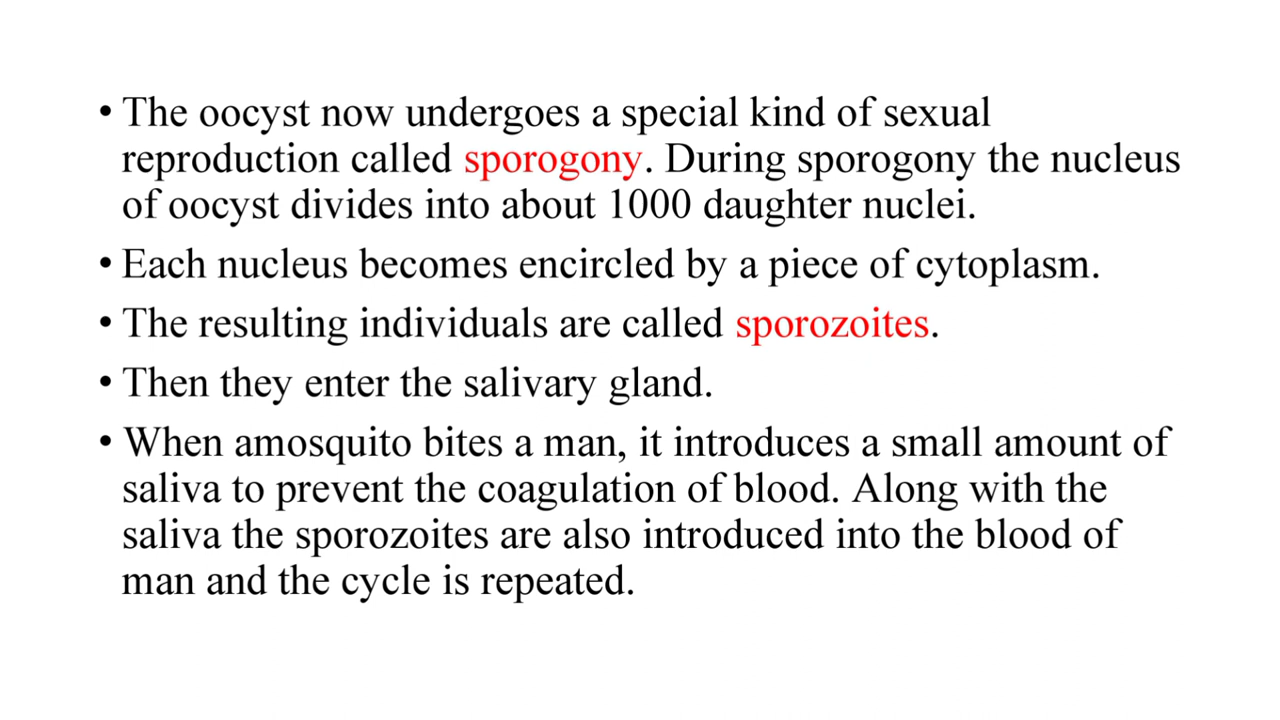 • The oocyst now undergoes a special kind of sexual
reproduction called sporogony. During sporogony the nucleus
of oocyst divides into about 1000 daughter nuclei.
• Each nucleus becomes encircled by a piece of cytoplasm.
• The resulting individuals are called sporozoites.
• Then they enter the salivary gland.
• When amosquito bites a man, it introduces a small amount of
saliva to prevent the coagulation of blood. Along with the
saliva the sporozoites are also introduced into the blood of
man and the cycle is repeated.